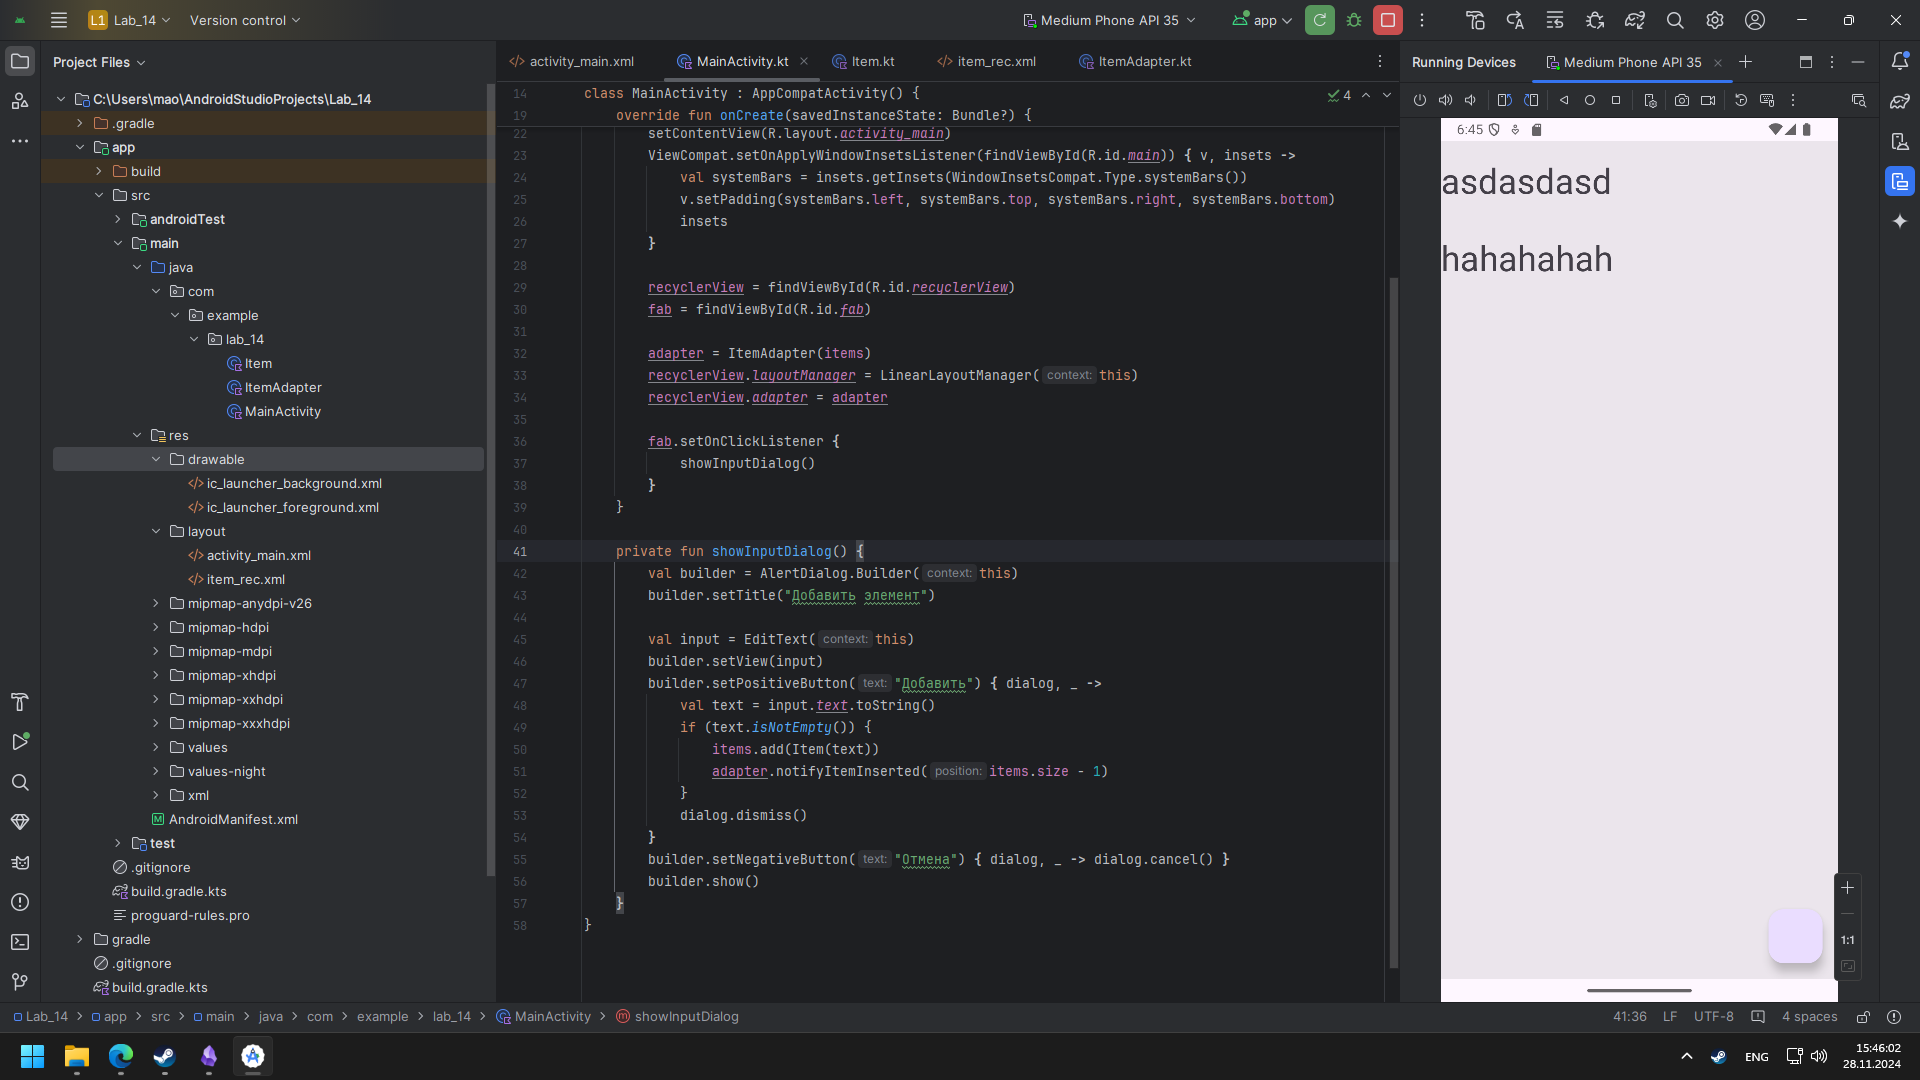 L1 Lab_14 Version control Medium Phone API 35 app
Project Files
activity_main.xml MainActivity.kt Item.kt item_rec.xml ItemAdapter.kt
Running Devices Medium Phone API 35
C:\Users\mao\AndroidStudioProjects\Lab_14
.gradle
app
build
src
androidTest
main
java
com
example
lab_14
Item
ItemAdapter
MainActivity
res
drawable
ic_launcher_background.xml
ic_launcher_foreground.xml
layout
activity_main.xml
item_rec.xml
mipmap-anydpi-v26
mipmap-hdpi
mipmap-mdpi
mipmap-xhdpi
mipmap-xxhdpi
mipmap-xxxhdpi
values
values-night
xml
AndroidManifest.xml
test
.gitignore
build.gradle.kts
proguard-rules.pro
gradle
.gitignore
build.gradle.kts
4
14 class MainActivity : AppCompatActivity() {
19 override fun onCreate(savedInstanceState: Bundle?) {
22 setContentView(R.layout.activity_main)
23 ViewCompat.setOnApplyWindowInsetsListener(findViewById(R.id.main)) { v, insets ->
24 val systemBars = insets.getInsets(WindowInsetsCompat.Type.systemBars())
25 v.setPadding(systemBars.left, systemBars.top, systemBars.right, systemBars.bottom)
26 insets
27 }
28
29 recyclerView = findViewById(R.id.recyclerView)
30 fab = findViewById(R.id.fab)
31
32 adapter = ItemAdapter(items)
33 recyclerView.layoutManager = LinearLayoutManager( context: this)
34 recyclerView.adapter = adapter
35
36 fab.setOnClickListener {
37 showInputDialog()
38 }
39 }
40
41 private fun showInputDialog() {
42 val builder = AlertDialog.Builder( context: this)
43 builder.setTitle("Добавить элемент")
44
45 val input = EditText( context: this)
46 builder.setView(input)
47 builder.setPositiveButton( text: "Добавить") { dialog, _ ->
48 val text = input.text.toString()
49 if (text.isNotEmpty()) {
50 items.add(Item(text))
51 adapter.notifyItemInserted( position: items.size - 1)
52 }
53 dialog.dismiss()
54 }
55 builder.setNegativeButton( text: "Отмена") { dialog, _ -> dialog.cancel() }
56 builder.show()
57 }
58 }
6:45
asdasdasd
hahahahah
1:1
Lab_14 app src main java com example lab_14 MainActivity showInputDialog
41:36 LF UTF-8 4 spaces
ENG
15:46:02
28.11.2024